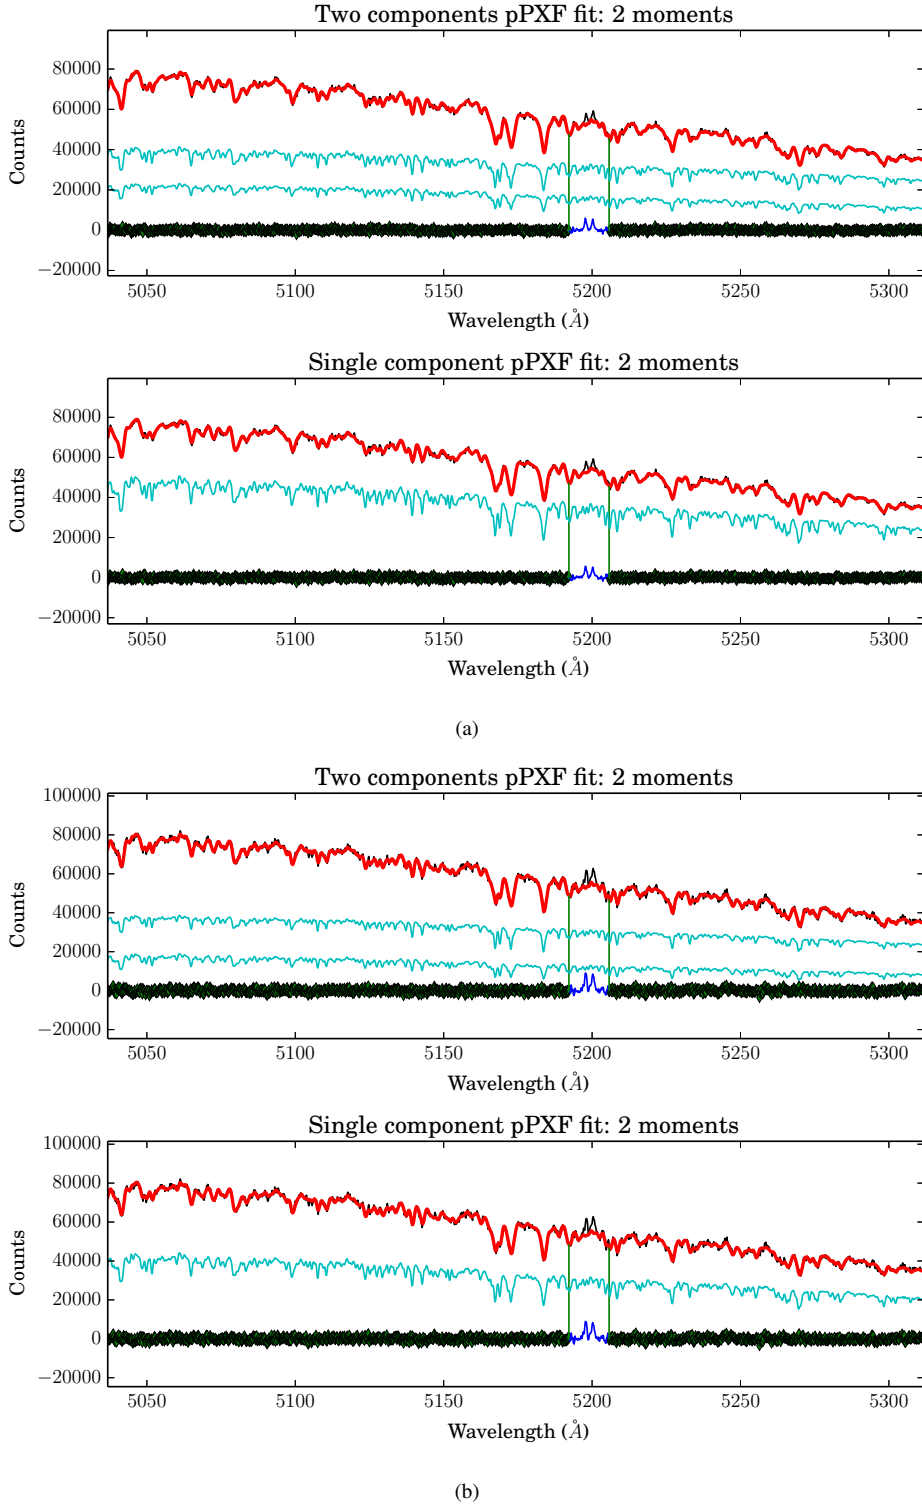 Two components pPXF fit: 2 moments
80000
60000
40000
20000
0
−20000
Counts
5050 5100 5150 5200 5250 5300
Wavelength (Å)
Single component pPXF fit: 2 moments
80000
60000
40000
20000
0
−20000
Counts
5050 5100 5150 5200 5250 5300
Wavelength (Å)
(a)
Two components pPXF fit: 2 moments
100000
80000
60000
40000
20000
0
−20000
Counts
5050 5100 5150 5200 5250 5300
Wavelength (Å)
Single component pPXF fit: 2 moments
100000
80000
60000
40000
20000
0
−20000
Counts
5050 5100 5150 5200 5250 5300
Wavelength (Å)
(b)